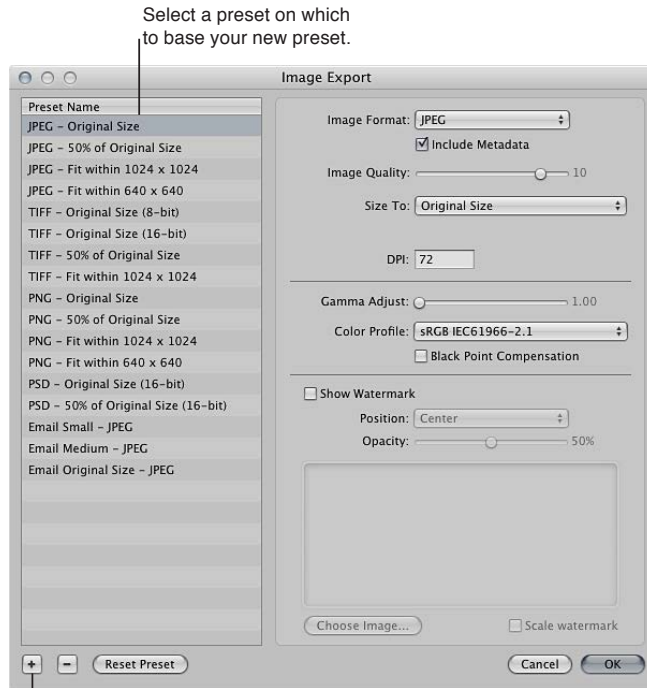 Select a preset on which
to base your new preset.
Image Export
Preset Name
JPEG – Original Size
JPEG – 50% of Original Size
JPEG – Fit within 1024 x 1024
JPEG – Fit within 640 x 640
TIFF – Original Size (8-bit)
TIFF – Original Size (16-bit)
TIFF – 50% of Original Size
TIFF – Fit within 1024 x 1024
PNG – Original Size
PNG – 50% of Original Size
PNG – Fit within 1024 x 1024
PNG – Fit within 640 x 640
PSD – Original Size (16-bit)
PSD – 50% of Original Size (16-bit)
Email Small – JPEG
Email Medium – JPEG
Email Original Size – JPEG
Image Format: JPEG
Include Metadata
Image Quality: 10
Size To: Original Size
DPI: 72
Gamma Adjust: 1.00
Color Profile: sRGB IEC61966-2.1
Black Point Compensation
Show Watermark
Position: Center
Opacity: 50%
Choose Image... Scale watermark
+ – Reset Preset Cancel OK